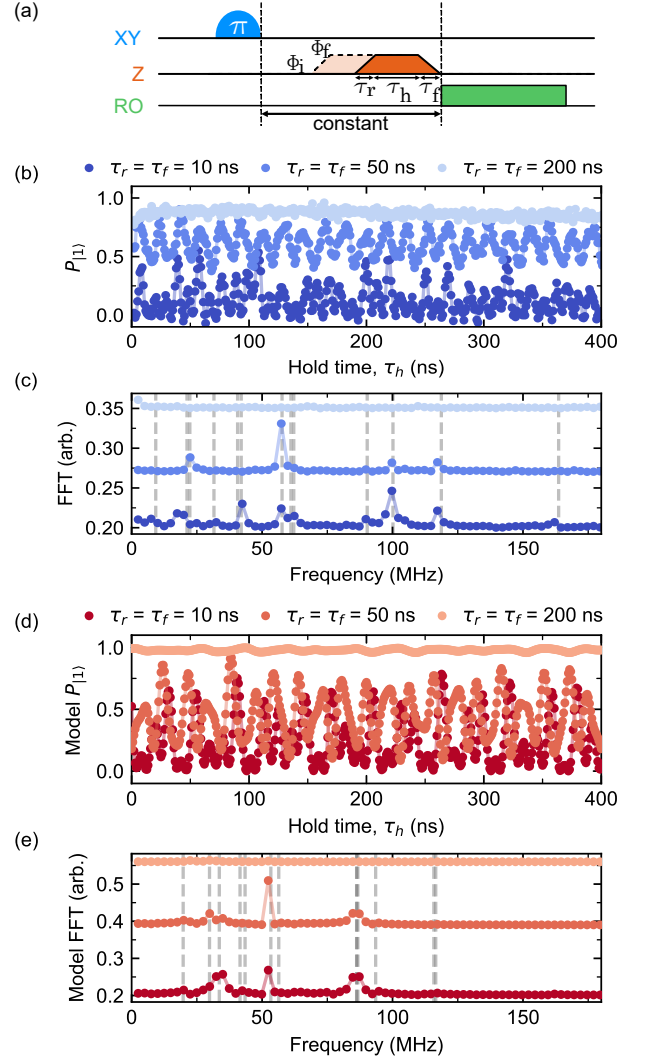 (a)
XY
π
Z
Φi
Φf
τr
τh
τf
RO
constant
(b)
τr = τf = 10 ns
τr = τf = 50 ns
τr = τf = 200 ns
1.0
0.5
0.0
P|1⟩
0 100 200 300 400
Hold time, τh (ns)
(c)
0.35
0.30
0.25
0.20
FFT (arb.)
0 50 100 150
Frequency (MHz)
(d)
τr = τf = 10 ns
τr = τf = 50 ns
τr = τf = 200 ns
1.0
0.5
0.0
Model P|1⟩
0 100 200 300 400
Hold time, τh (ns)
(e)
0.5
0.4
0.3
0.2
Model FFT (arb.)
0 50 100 150
Frequency (MHz)